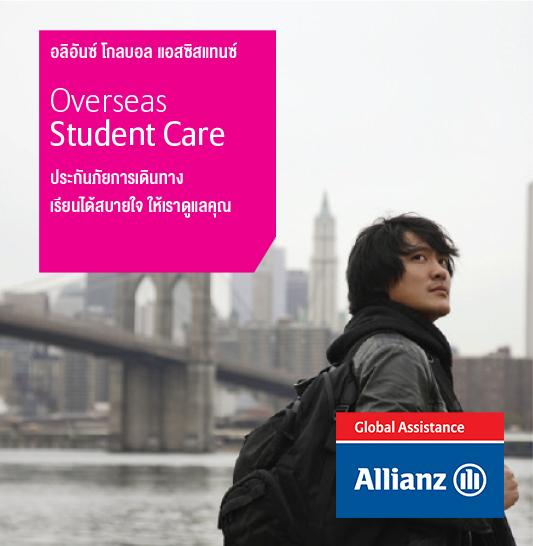 อลิอันซ์ โกลบอล แอสซิสแทนซ์
Overseas
Student Care
ประกันภัยการเดินทาง
เรียนได้สบายใจ ให้เราดูแลคุณ
Global Assistance
Allianz